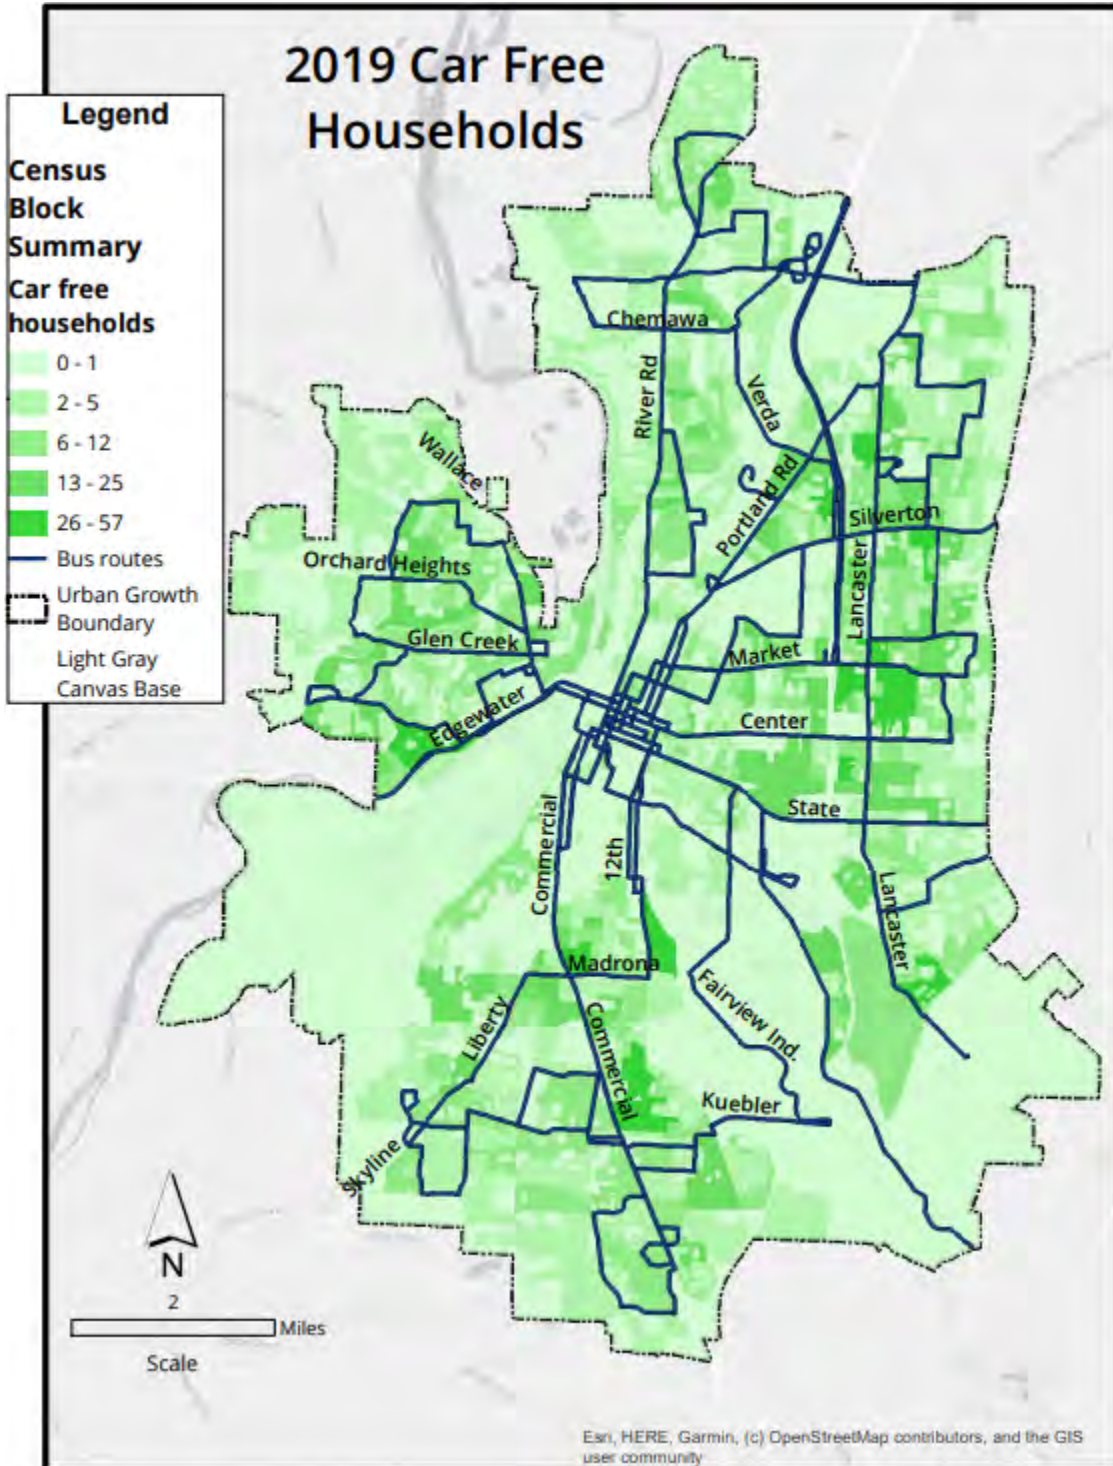 2019 Car Free
Households
Legend
Census
Block
Summary
Car free
households
0 - 1
2 - 5
6 - 12
13 - 25
26 - 57
Bus routes
Urban Growth
Boundary
Light Gray
Canvas Base
Chemawa
River Rd
Verda
Wallace
Portland Rd
Silverton
Orchard Heights
Lancaster
Glen Creek
Market
Edgewater
Center
State
Commercial
12th
Lancaster
Madrona
Fairview Ind.
Liberty
Commercial
Kuebler
Skyline
N
2
Miles
Scale
Esri, HERE, Garmin, (c) OpenStreetMap contributors, and the GIS
user community